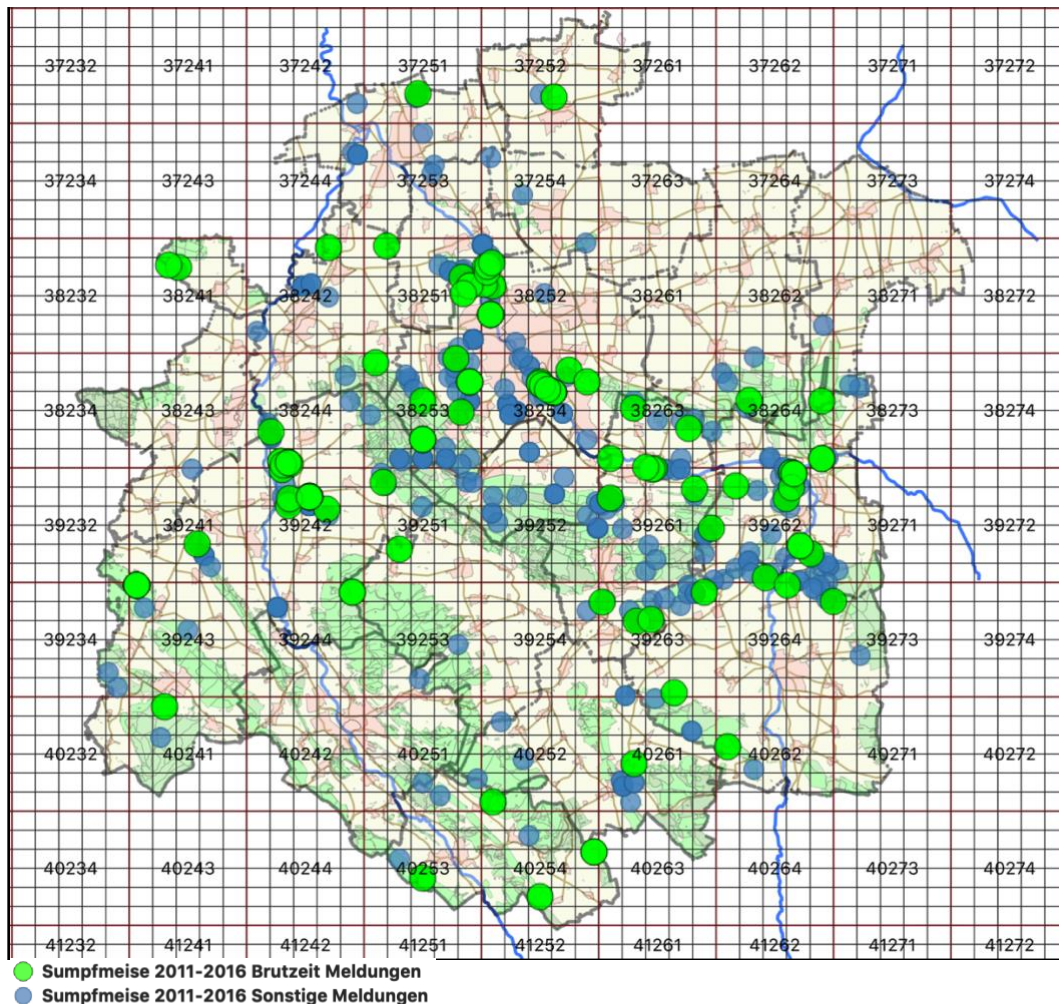 37232 37241 37242 37251 37252 37261 37262 37271 37272
37234 37243 37244 37253 37254 37263 37264 37273 37274
38232 38241 38242 38251 38252 38261 38262 38271 38272
38234 38243 38244 38253 38254 38263 38264 38273 38274
39232 39241 39242 39251 39252 39261 39262 39271 39272
39234 39243 39244 39253 39254 39263 39264 39273 39274
40232 40241 40242 40251 40252 40261 40262 40271 40272
40234 40243 40244 40253 40254 40263 40264 40273 40274
41232 41241 41242 41251 41252 41261 41262 41271 41272
Sumpfmeise 2011-2016 Brutzeit Meldungen
Sumpfmeise 2011-2016 Sonstige Meldungen